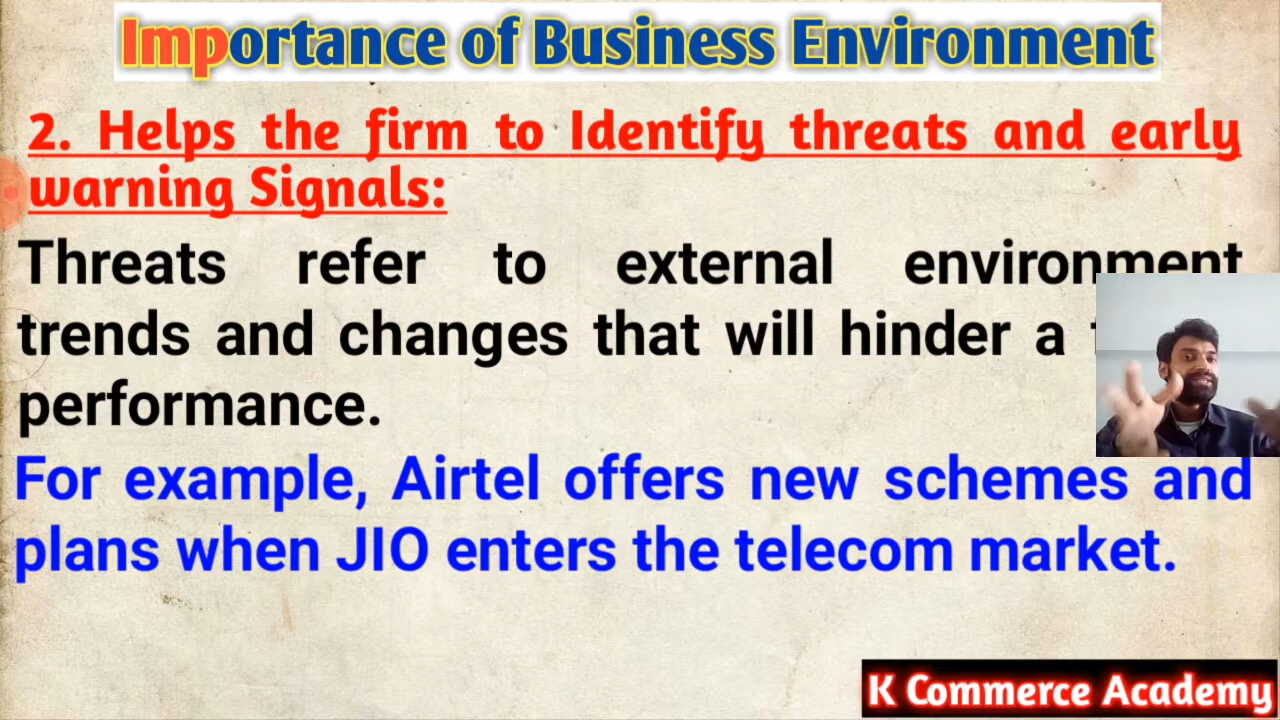 Importance of Business Environment
2. Helps the firm to Identify threats and early
warning Signals:
Threats refer to external environment
trends and changes that will hinder a
performance.
For example, Airtel offers new schemes and
plans when JIO enters the telecom market.
K Commerce Academy